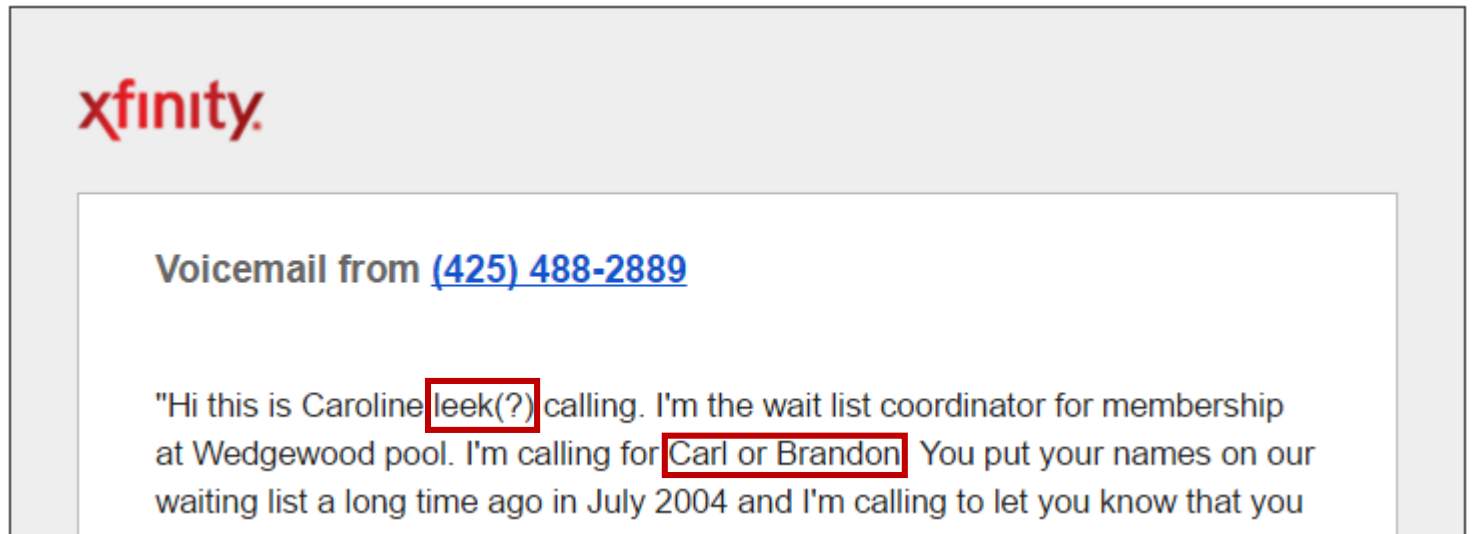 xfinity.
Voicemail from (425) 488-2889
"Hi this is Caroline leek(?) calling. I'm the wait list coordinator for membership
at Wedgewood pool. I'm calling for Carl or Brandon You put your names on our
waiting list a long time ago in July 2004 and I'm calling to let you know that you